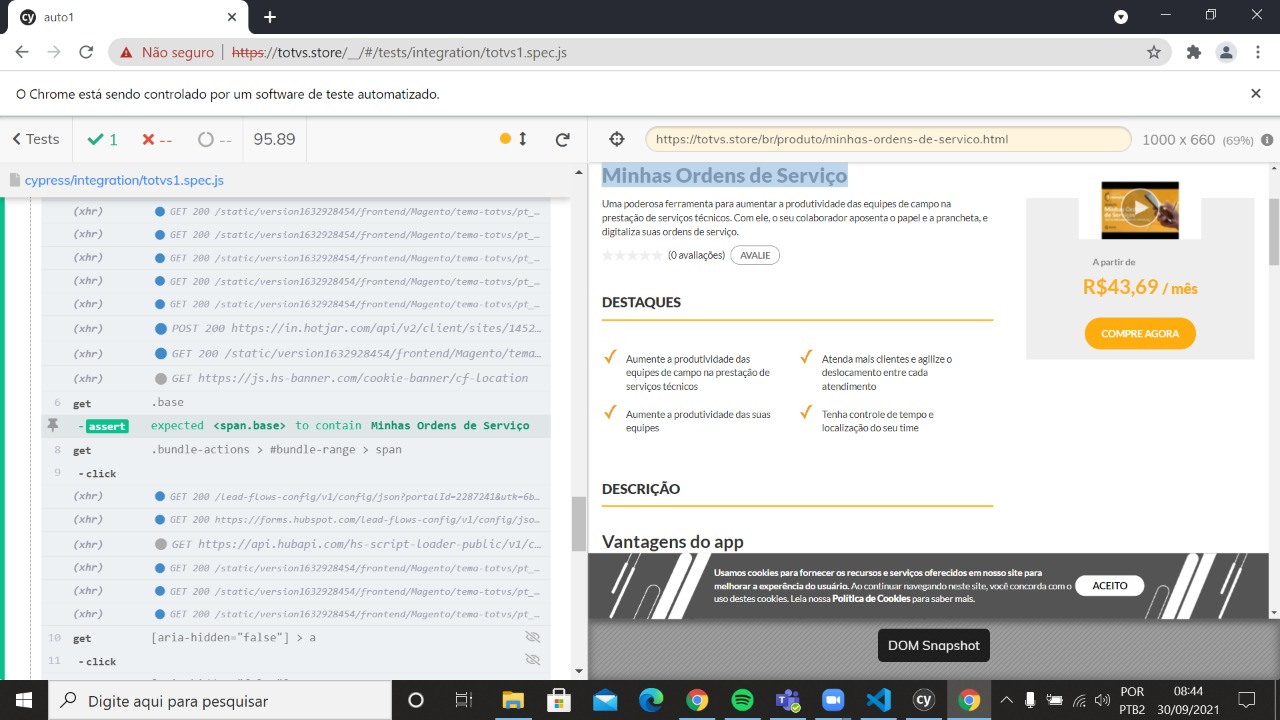 auto1
Não seguro
https://totvs.store/__/#/tests/integration/totvs1.spec.js
O Chrome está sendo controlado por um software de teste automatizado.
Tests
1
--
--
95.89
https://totvs.store/br/produto/minhas-ordens-de-servico.html
1000 x 660 (69%)
cypress/integration/totvs1.spec.js
(xhr) GET 200 /static/version1632928454/frontend/Magento/tema-totvs/pt_…
(xhr) GET 200 /static/version1632928454/frontend/Magento/tema-totvs/pt_…
(xhr) GET 200 /static/version1632928454/frontend/Magento/tema-totvs/pt_…
(xhr) GET 200 /static/version1632928454/frontend/Magento/tema-totvs/pt_…
(xhr) GET 200 /static/version1632928454/frontend/Magento/tema-totvs/pt_…
(xhr) POST 200 https://in.hotjar.com/api/v2/client/sites/1452…
(xhr) GET 200 /static/version1632928454/frontend/Magento/tema…
(xhr) GET https://js.hs-banner.com/cookie-banner/cf-location
6 get .base
- assert expected <span.base> to contain Minhas Ordens de Serviço
8 get .bundle-actions > #bundle-range > span
9 - click
(xhr) GET 200 /lead-flows-config/v1/config/json?portalId=2287241&utk=6b…
(xhr) GET 200 https://forms.hubspot.com/lead-flows-config/v1/config/jso…
(xhr) GET https://api.hubapi.com/hs-script-loader-public/v1/c…
(xhr) GET 200 /static/version1632928454/frontend/Magento/tema-totvs/pt_…
(xhr) GET 200 /static/version1632928454/frontend/Magento/tema-totvs/pt_…
(xhr) GET 200 /static/version1632928454/frontend/Magento/tema-totvs/pt_…
10 get [aria-hidden="false"] > a
11 - click
Minhas Ordens de Serviço
Uma poderosa ferramenta para aumentar a produtividade das equipes de campo na
prestação de serviços técnicos. Com ele, o seu colaborador aposenta o papel e a prancheta, e
digitaliza suas ordens de serviço.
(0 avaliações) AVALIE
DESTAQUES
Aumente a produtividade das
equipes de campo na prestação de
serviços técnicos
Atenda mais clientes e agilize o
deslocamento entre cada
atendimento
Aumente a produtividade das suas
equipes
Tenha controle de tempo e
localização do seu time
DESCRIÇÃO
Vantagens do app
A partir de
R$43,69 / mês
COMPRE AGORA
Usamos cookies para fornecer os recursos e serviços oferecidos em nosso site para
melhorar a experência do usuário. Ao continuar navegando neste site, você concorda com o
uso destes cookies. Leia nossa Política de Cookies para saber mais.
ACEITO
DOM Snapshot
Digite aqui para pesquisar
POR
PTB2
08:44
30/09/2021